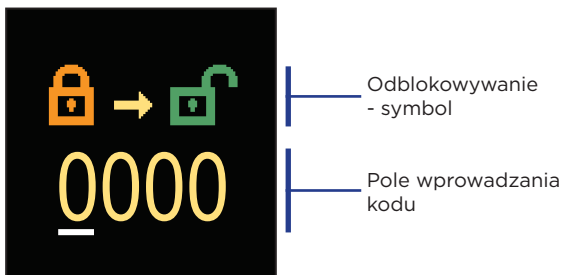 Odblokowywanie
- symbol
0000
Pole wprowadzania
kodu